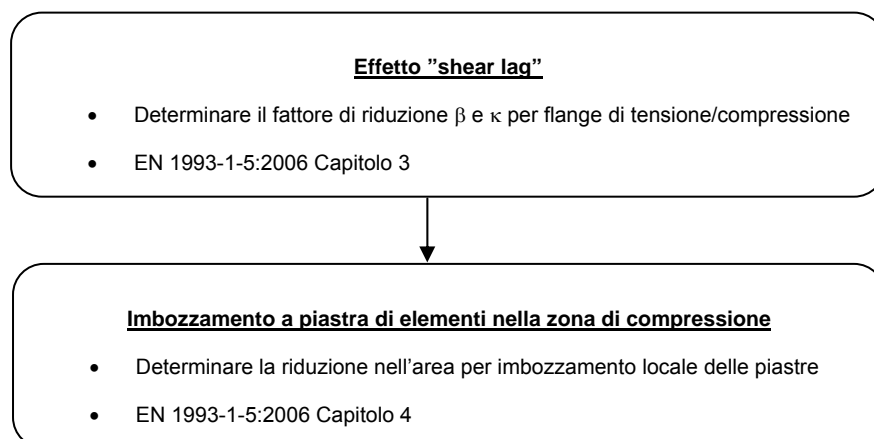 Effetto ”shear lag”
• Determinare il fattore di riduzione β e κ per flange di tensione/compressione
• EN 1993-1-5:2006 Capitolo 3
Imbozzamento a piastra di elementi nella zona di compressione
• Determinare la riduzione nell’area per imbozzamento locale delle piastre
• EN 1993-1-5:2006 Capitolo 4